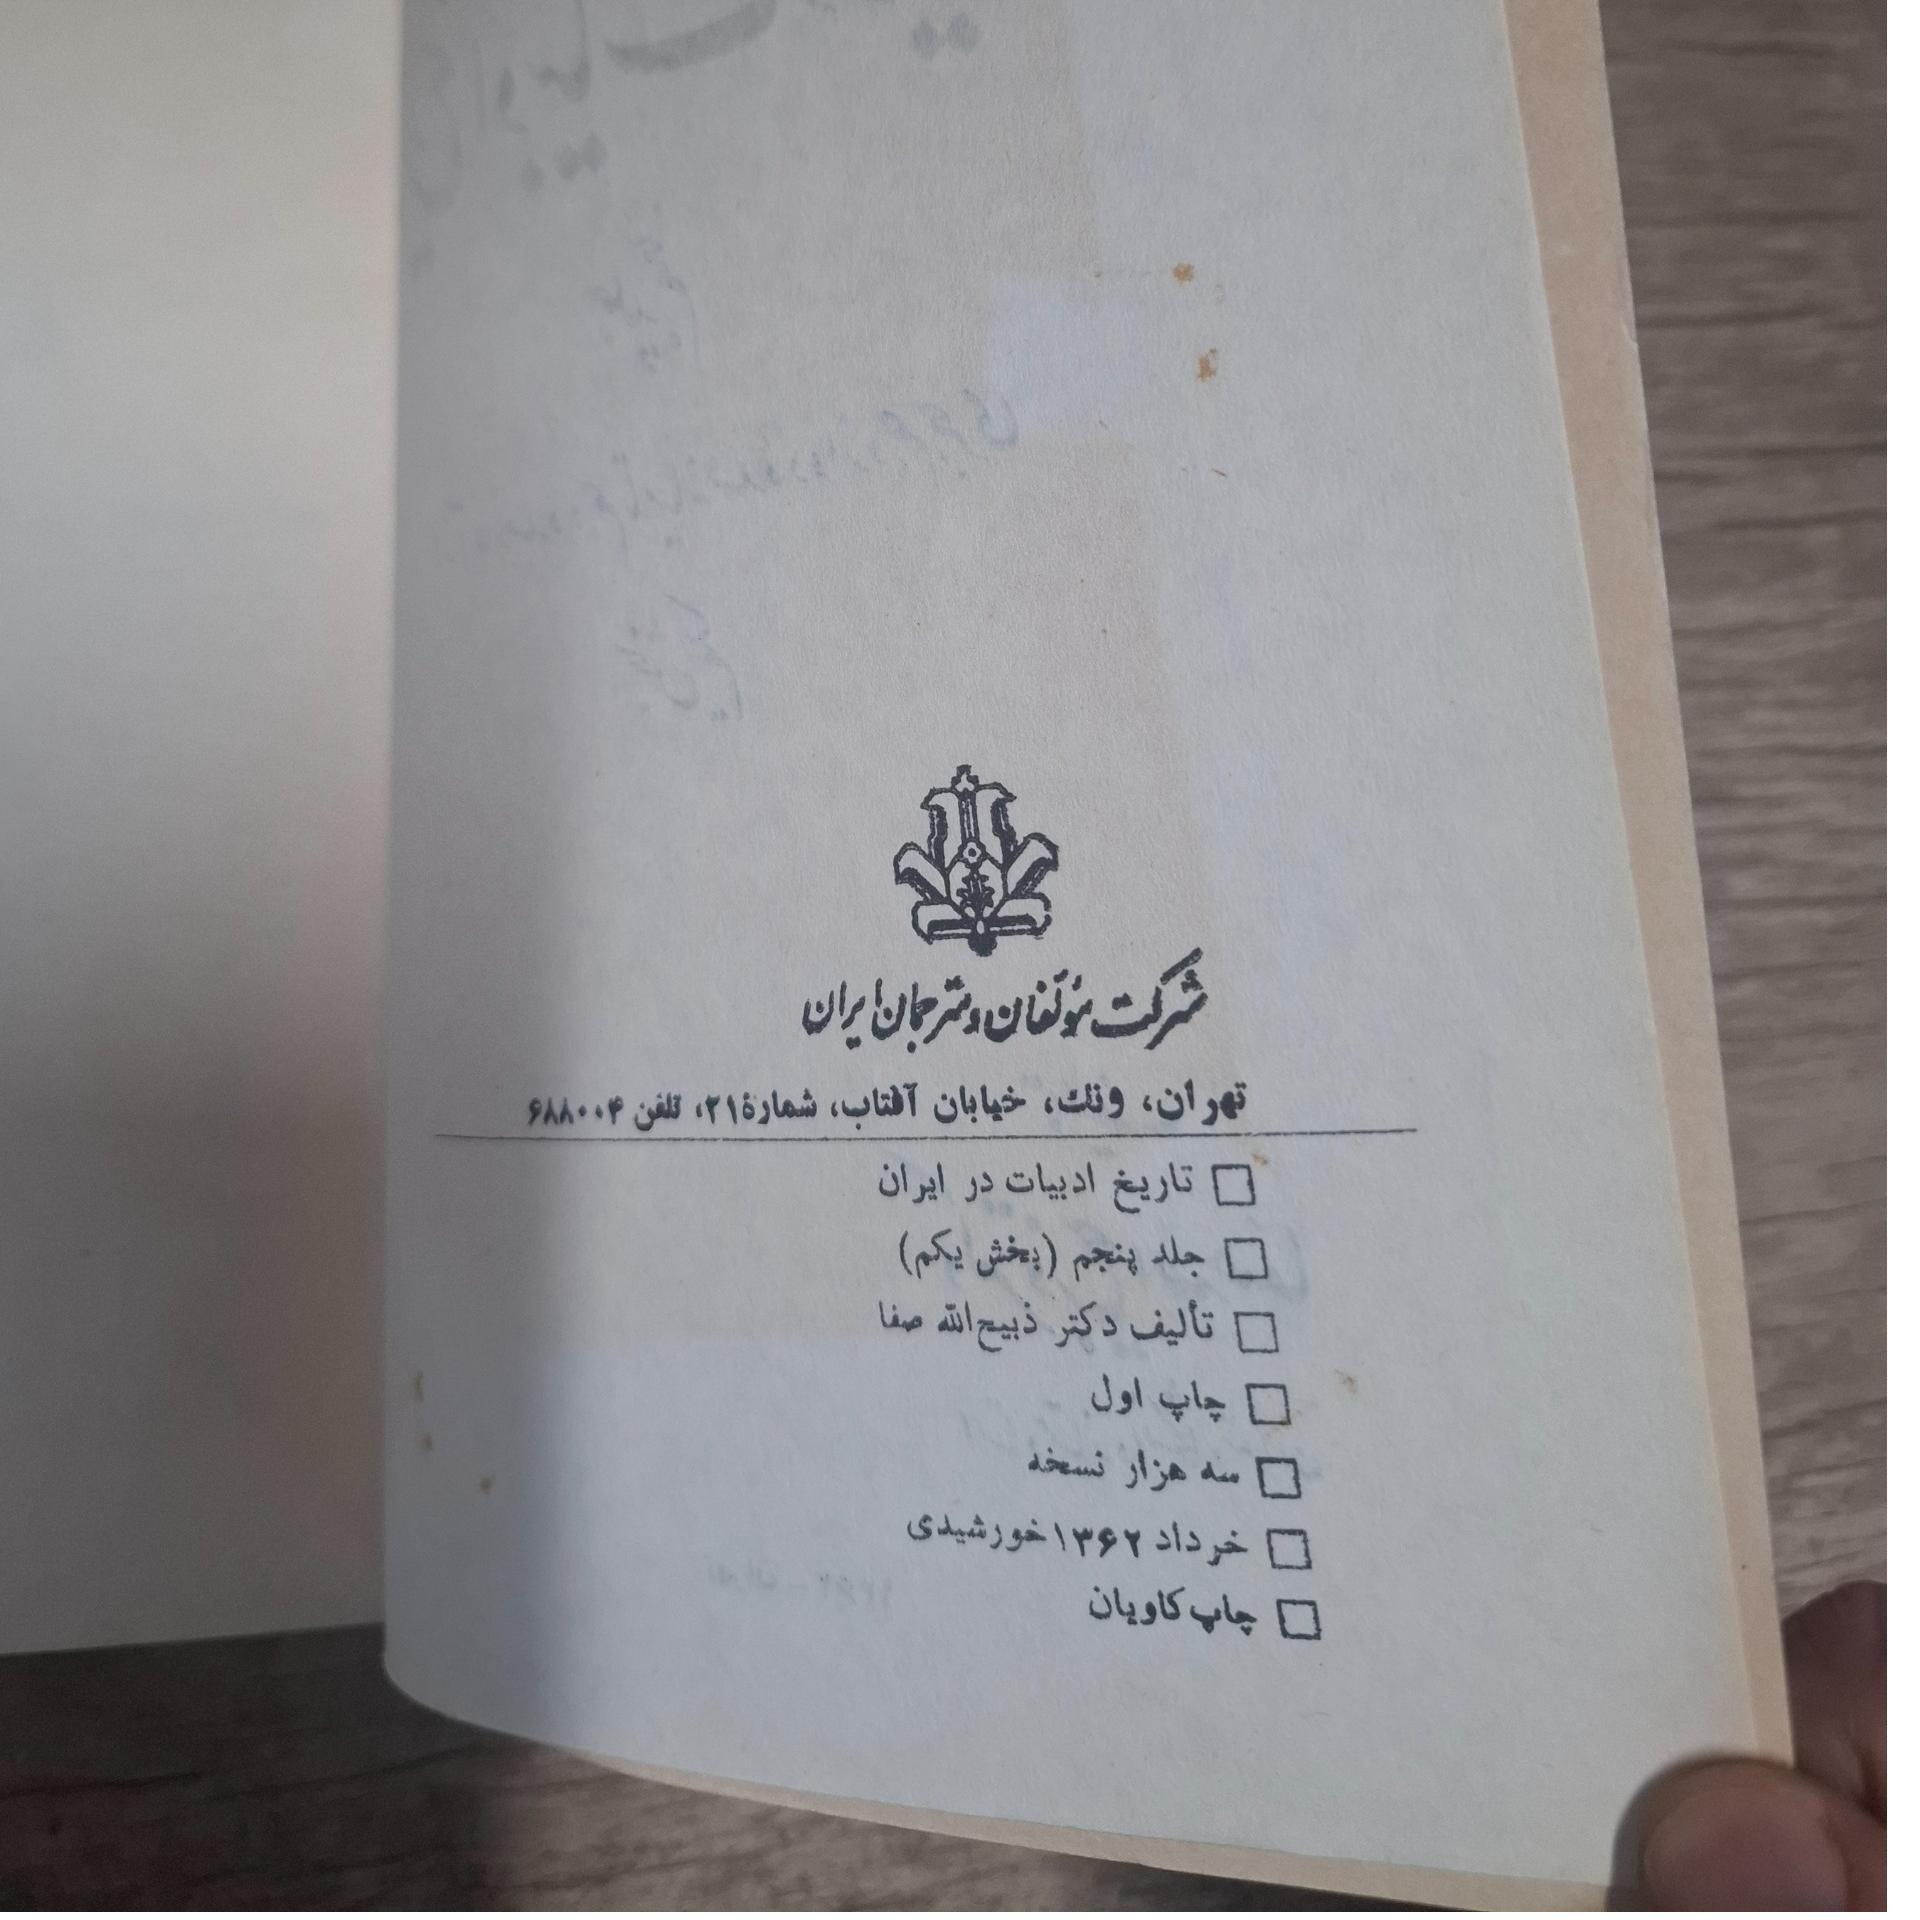 شرکت مؤلفان و مترجمان ایران
تهران، ونك، خیابان آفتاب، شمارهٔ ۲۱، تلفن ۶۸۸۰۰۴
□ تاریخ ادبیات در ایران
□ جلد پنجم (بخش یکم)
□ تألیف دکتر ذبیح‌الله صفا
□ چاپ اول
□ سه هزار نسخه
□ خرداد ۱۳۶۲ خورشیدی
□ چاپ کاویان